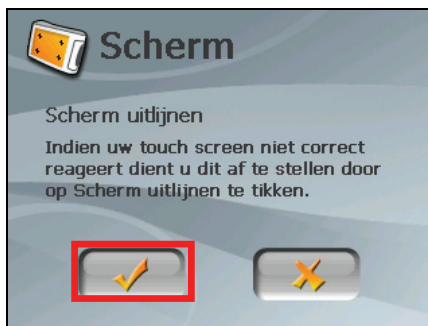 Scherm
Scherm uitlijnen
Indien uw touch screen niet correct
reageert dient u dit af te stellen door
op Scherm uitlijnen te tikken.